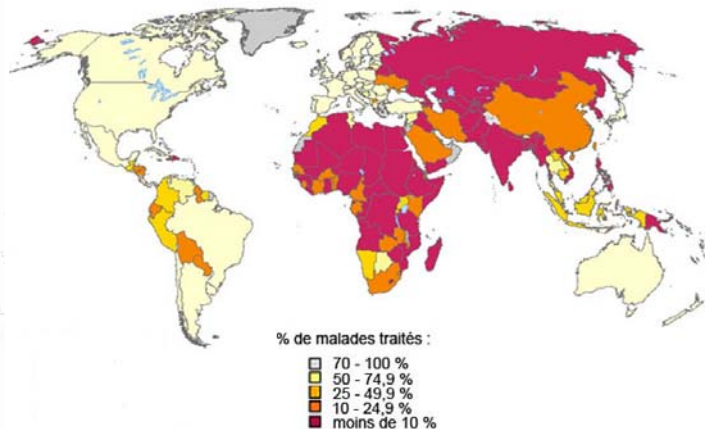 % de malades traités :
70 - 100 %
50 - 74,9 %
25 - 49,9 %
10 - 24,9 %
moins de 10 %